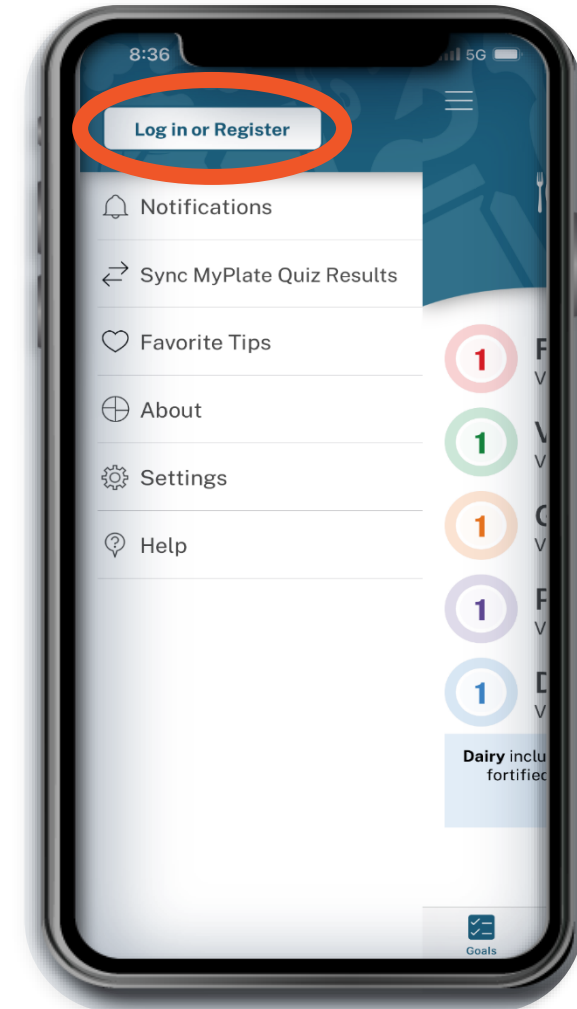 8:36
5G
Log in or Register
Notifications
Sync MyPlate Quiz Results
Favorite Tips
About
Settings
Help
1
F
V
1
V
V
1
G
V
1
P
V
1
D
V
Dairy inclu
fortified
Goals